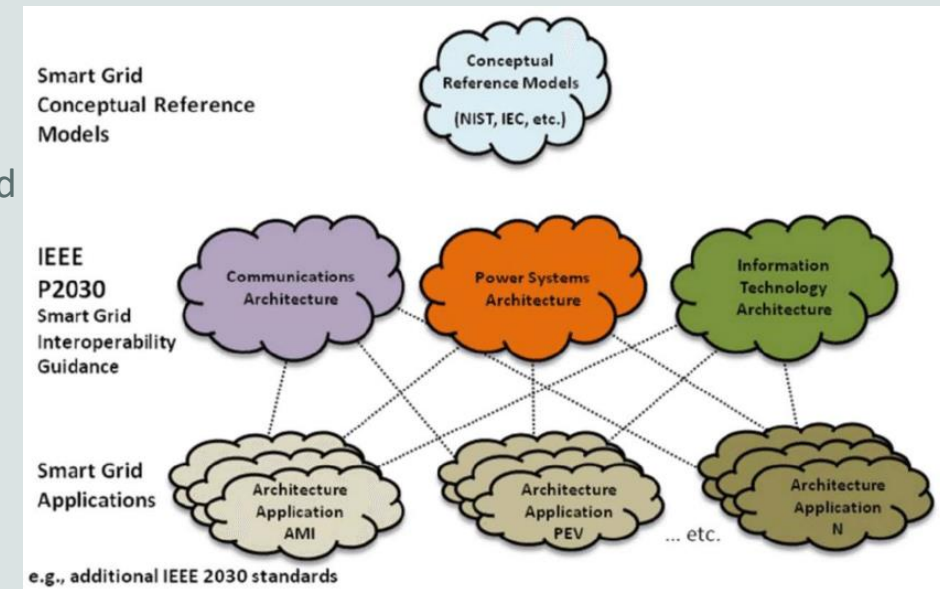 Conceptual
Reference Models
(NIST, IEC, etc.)
Smart Grid
Conceptual Reference
Models
d
IEEE
P2030
Smart Grid
Interoperability
Guidance
Communications
Architecture
Power Systems
Architecture
Information
Technology
Architecture
Smart Grid
Applications
Architecture
Application
AMI
Architecture
Application
PEV
... etc.
Architecture
Application
N
e.g., additional IEEE 2030 standards